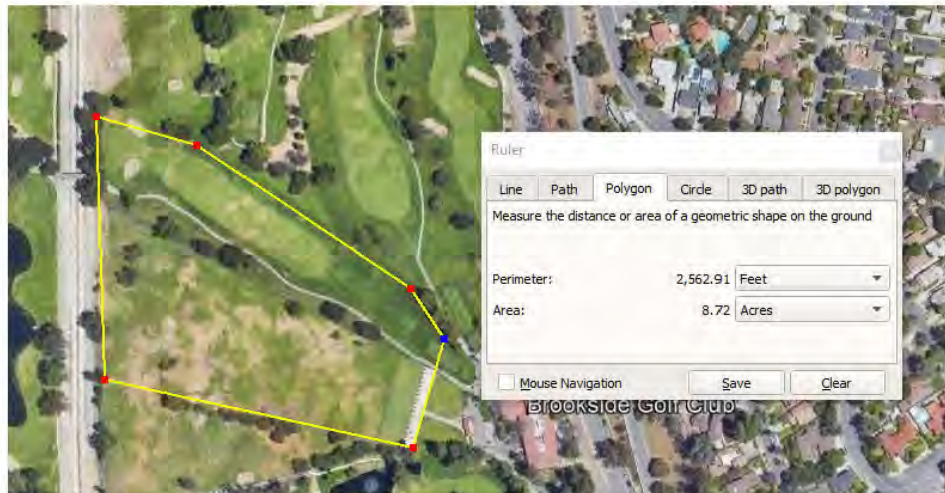 Ruler
Line Path Polygon Circle 3D path 3D polygon
Measure the distance or area of a geometric shape on the ground
Perimeter: 2,562.91 Feet
Area: 8.72 Acres
Mouse Navigation Save Clear
Brookside Golf Club